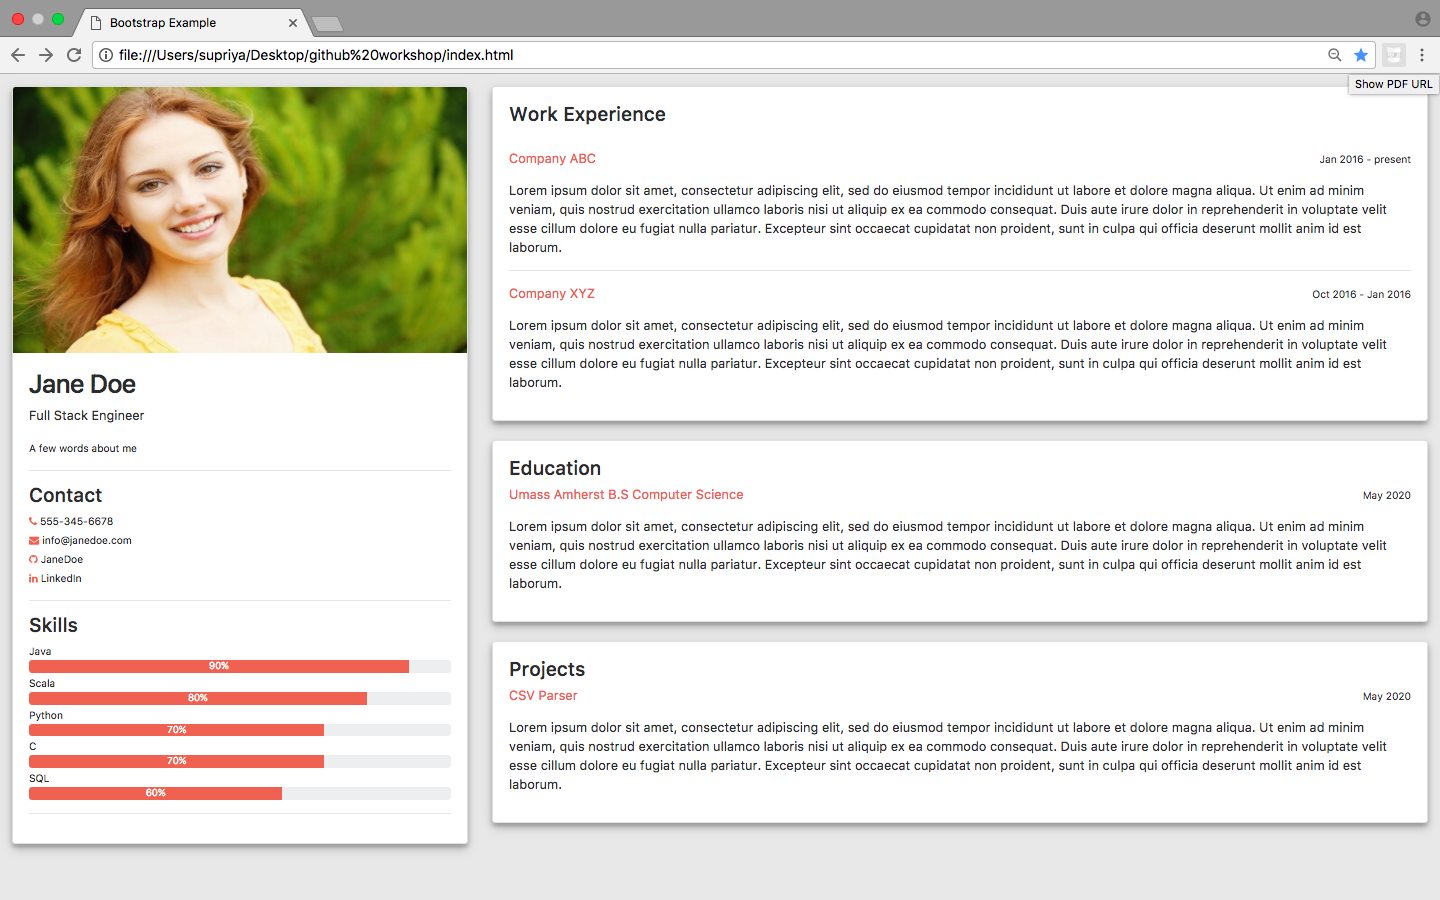 Bootstrap Example
file:///Users/supriya/Desktop/github%20workshop/index.html
Show PDF URL
Jane Doe
Full Stack Engineer
A few words about me
Contact
555-345-6678
info@janedoe.com
JaneDoe
LinkedIn
Skills
Java
90%
Scala
80%
Python
70%
C
70%
SQL
60%
Work Experience
Company ABC
Jan 2016 - present
Lorem ipsum dolor sit amet, consectetur adipiscing elit, sed do eiusmod tempor incididunt ut labore et dolore magna aliqua. Ut enim ad minim
veniam, quis nostrud exercitation ullamco laboris nisi ut aliquip ex ea commodo consequat. Duis aute irure dolor in reprehenderit in voluptate velit
esse cillum dolore eu fugiat nulla pariatur. Excepteur sint occaecat cupidatat non proident, sunt in culpa qui officia deserunt mollit anim id est
laborum.
Company XYZ
Oct 2016 - Jan 2016
Lorem ipsum dolor sit amet, consectetur adipiscing elit, sed do eiusmod tempor incididunt ut labore et dolore magna aliqua. Ut enim ad minim
veniam, quis nostrud exercitation ullamco laboris nisi ut aliquip ex ea commodo consequat. Duis aute irure dolor in reprehenderit in voluptate velit
esse cillum dolore eu fugiat nulla pariatur. Excepteur sint occaecat cupidatat non proident, sunt in culpa qui officia deserunt mollit anim id est
laborum.
Education
Umass Amherst B.S Computer Science
May 2020
Lorem ipsum dolor sit amet, consectetur adipiscing elit, sed do eiusmod tempor incididunt ut labore et dolore magna aliqua. Ut enim ad minim
veniam, quis nostrud exercitation ullamco laboris nisi ut aliquip ex ea commodo consequat. Duis aute irure dolor in reprehenderit in voluptate velit
esse cillum dolore eu fugiat nulla pariatur. Excepteur sint occaecat cupidatat non proident, sunt in culpa qui officia deserunt mollit anim id est
laborum.
Projects
CSV Parser
May 2020
Lorem ipsum dolor sit amet, consectetur adipiscing elit, sed do eiusmod tempor incididunt ut labore et dolore magna aliqua. Ut enim ad minim
veniam, quis nostrud exercitation ullamco laboris nisi ut aliquip ex ea commodo consequat. Duis aute irure dolor in reprehenderit in voluptate velit
esse cillum dolore eu fugiat nulla pariatur. Excepteur sint occaecat cupidatat non proident, sunt in culpa qui officia deserunt mollit anim id est
laborum.